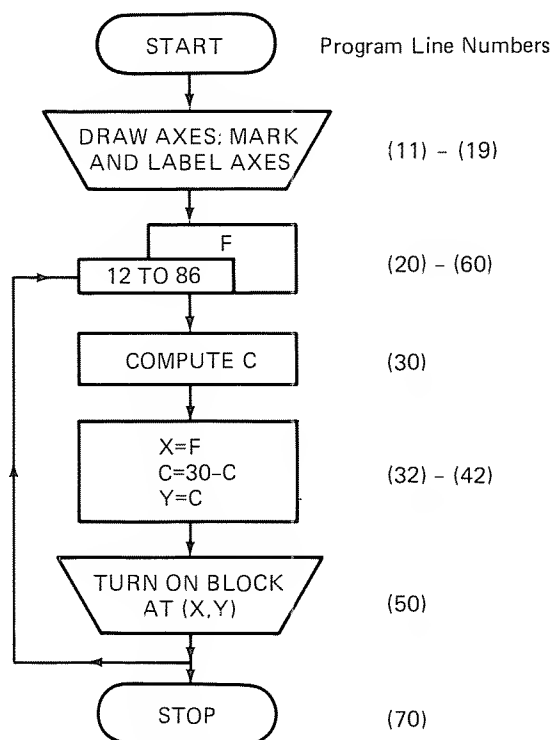 START
Program Line Numbers
DRAW AXES; MARK
AND LABEL AXES
(11) – (19)
F
12 TO 86
(20) – (60)
COMPUTE C
(30)
X=F
C=30–C
Y=C
(32) – (42)
TURN ON BLOCK
AT (X,Y)
(50)
STOP
(70)